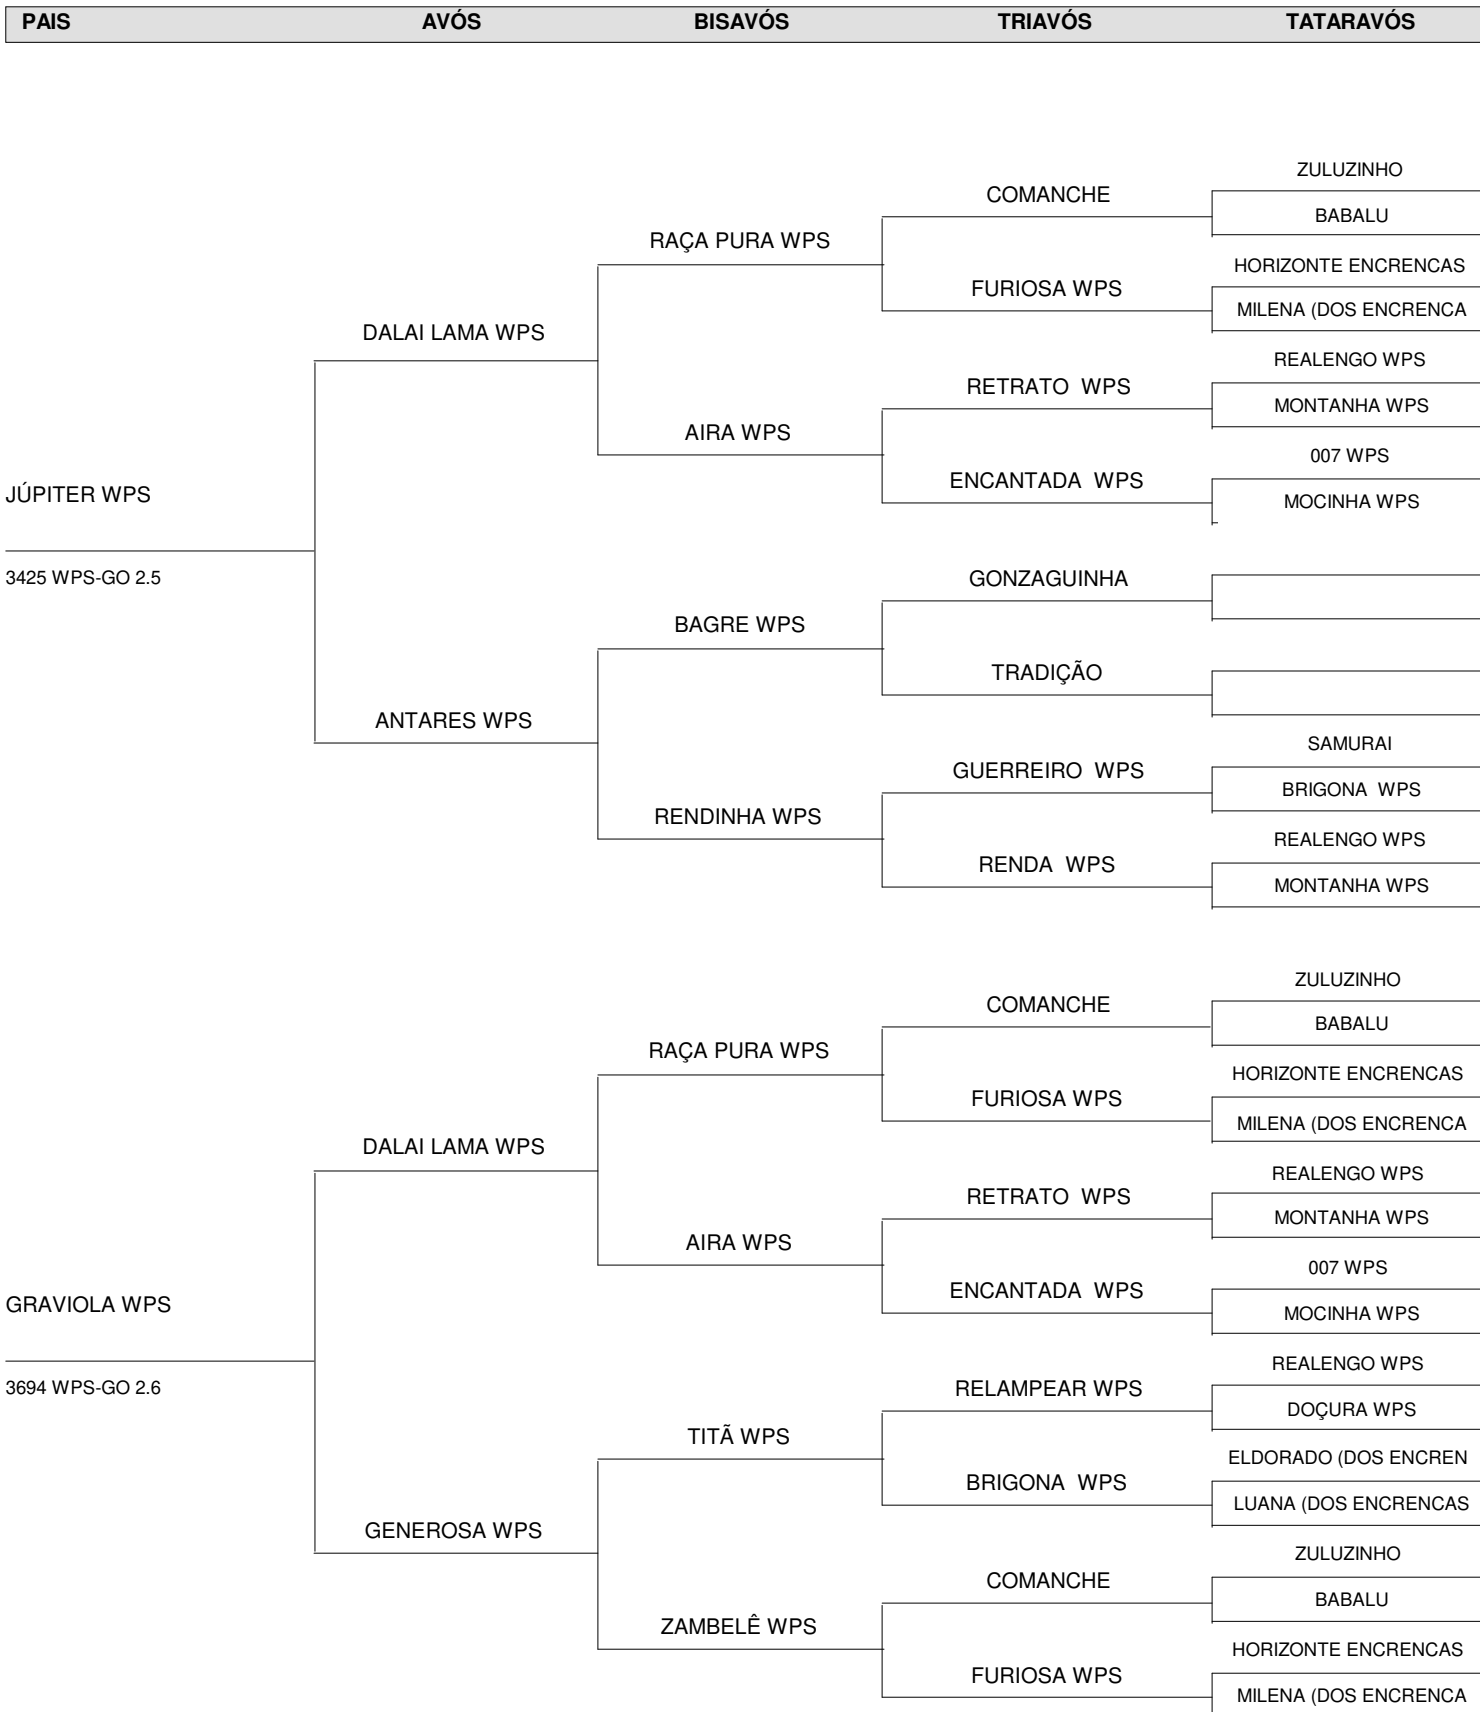 PAIS AVÓS BISAVÓS TRIAVÓS TATARAVÓS
ZULUZINHO
COMANCHE
BABALU
RAÇA PURA WPS
HORIZONTE ENCRENCAS
FURIOSA WPS
MILENA (DOS ENCRENCA
DALAI LAMA WPS
REALENGO WPS
RETRATO WPS
MONTANHA WPS
AIRA WPS
007 WPS
ENCANTADA WPS
MOCINHA WPS
JÚPITER WPS
3425 WPS-GO 2.5
GONZAGUINHA
BAGRE WPS
TRADIÇÃO
ANTARES WPS
SAMURAI
GUERREIRO WPS
BRIGONA WPS
RENDINHA WPS
REALENGO WPS
RENDA WPS
MONTANHA WPS
ZULUZINHO
COMANCHE
BABALU
RAÇA PURA WPS
HORIZONTE ENCRENCAS
FURIOSA WPS
MILENA (DOS ENCRENCA
DALAI LAMA WPS
REALENGO WPS
RETRATO WPS
MONTANHA WPS
AIRA WPS
007 WPS
ENCANTADA WPS
MOCINHA WPS
GRAVIOLA WPS
3694 WPS-GO 2.6
REALENGO WPS
RELAMPEAR WPS
DOÇURA WPS
TITÃ WPS
ELDORADO (DOS ENCREN
BRIGONA WPS
LUANA (DOS ENCRENCAS
GENEROSA WPS
ZULUZINHO
COMANCHE
BABALU
ZAMBELÊ WPS
HORIZONTE ENCRENCAS
FURIOSA WPS
MILENA (DOS ENCRENCA